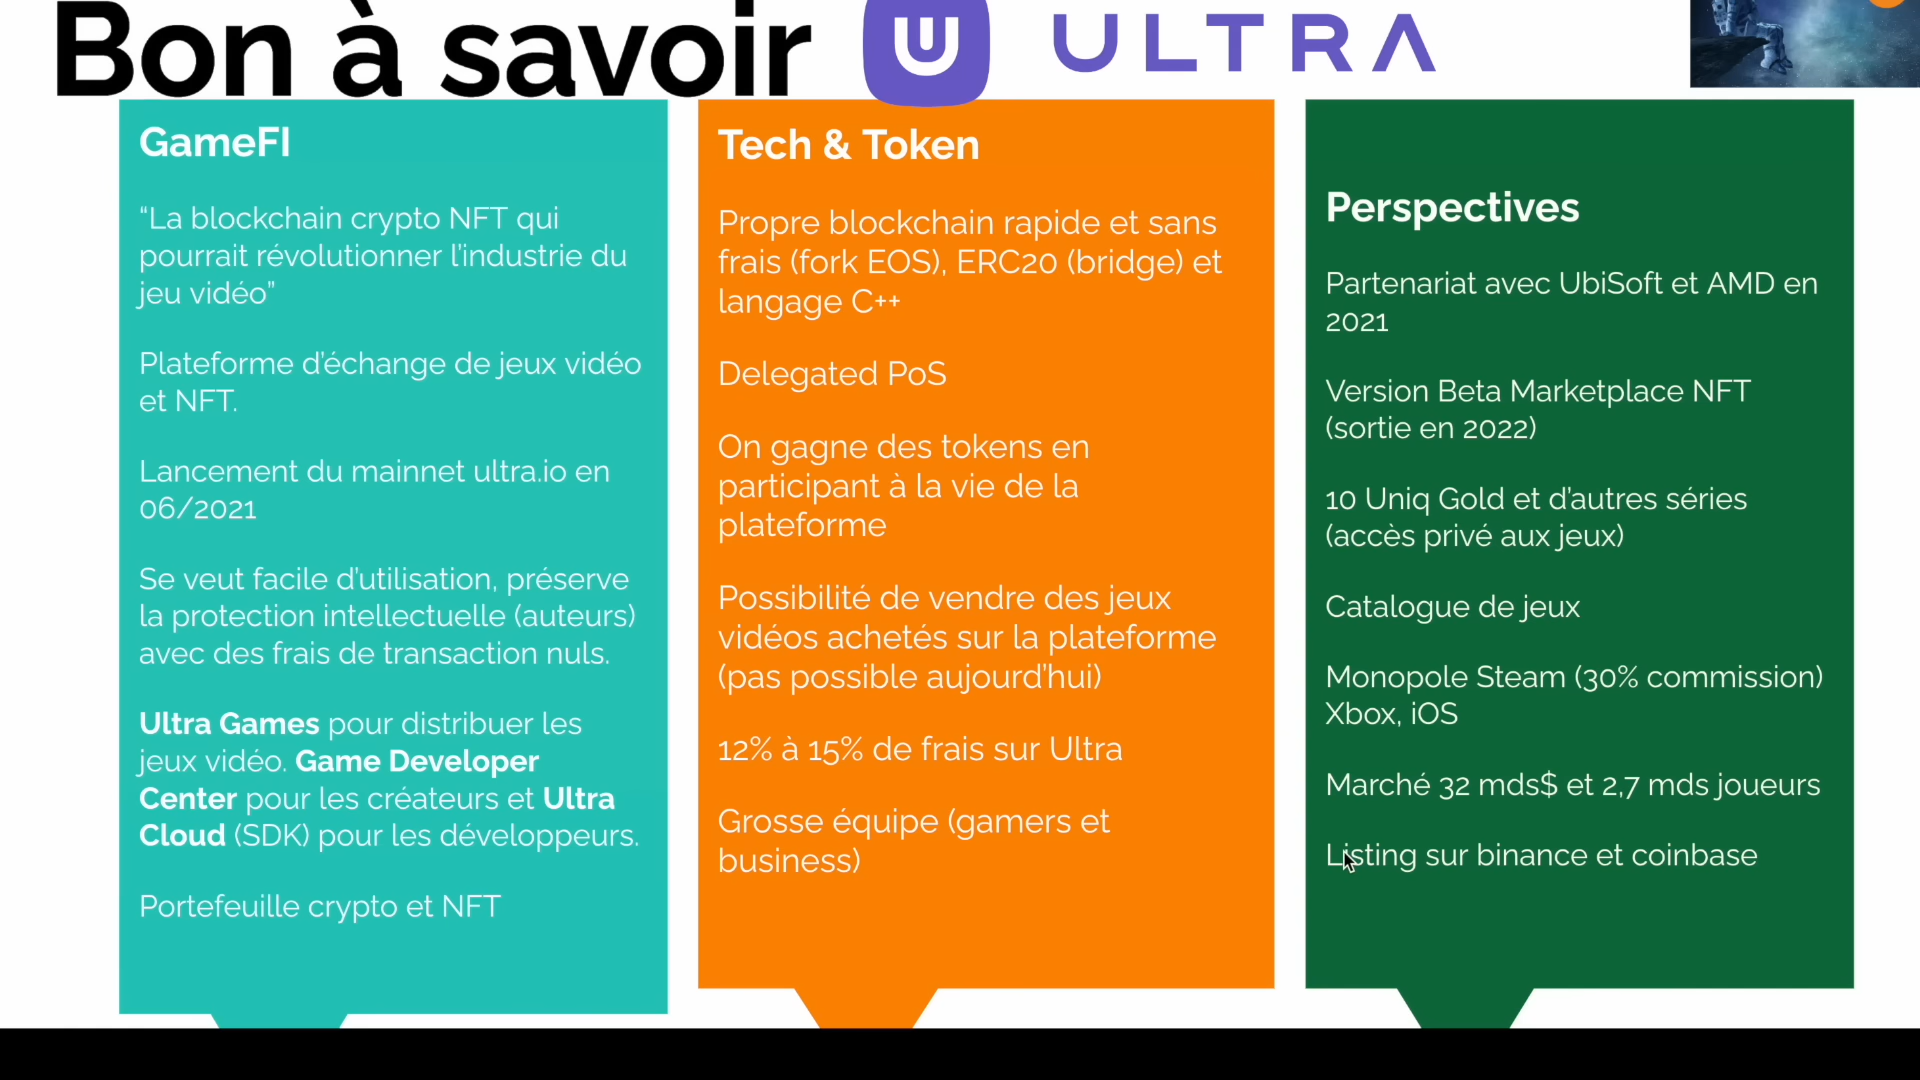 Bon à savoir
U ULTRA
GameFI
“La blockchain crypto NFT qui
pourrait révolutionner l'industrie du
jeu vidéo”
Plateforme d'échange de jeux vidéo
et NFT.
Lancement du mainnet ultra.io en
06/2021
Se veut facile d'utilisation, préserve
la protection intellectuelle (auteurs)
avec des frais de transaction nuls.
Ultra Games pour distribuer les
jeux vidéo. Game Developer
Center pour les créateurs et Ultra
Cloud (SDK) pour les développeurs.
Portefeuille crypto et NFT
Tech & Token
Propre blockchain rapide et sans
frais (fork EOS), ERC20 (bridge) et
langage C++
Delegated PoS
On gagne des tokens en
participant à la vie de la
plateforme
Possibilité de vendre des jeux
vidéos achetés sur la plateforme
(pas possible aujourd'hui)
12% à 15% de frais sur Ultra
Grosse équipe (gamers et
business)
Perspectives
Partenariat avec UbiSoft et AMD en
2021
Version Beta Marketplace NFT
(sortie en 2022)
10 Uniq Gold et d'autres séries
(accès privé aux jeux)
Catalogue de jeux
Monopole Steam (30% commission)
Xbox, iOS
Marché 32 mds$ et 2,7 mds joueurs
Listing sur binance et coinbase